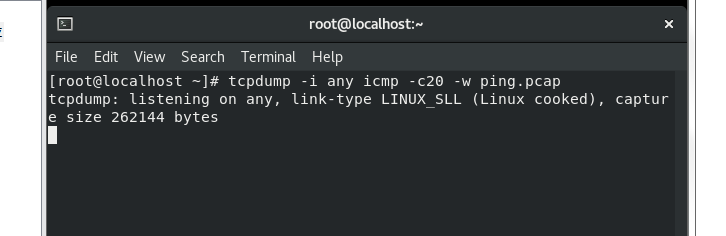 root@localhost:~
File Edit View Search Terminal Help
[root@localhost ~]# tcpdump -i any icmp -c20 -w ping.pcap
tcpdump: listening on any, link-type LINUX_SLL (Linux cooked), captur
e size 262144 bytes